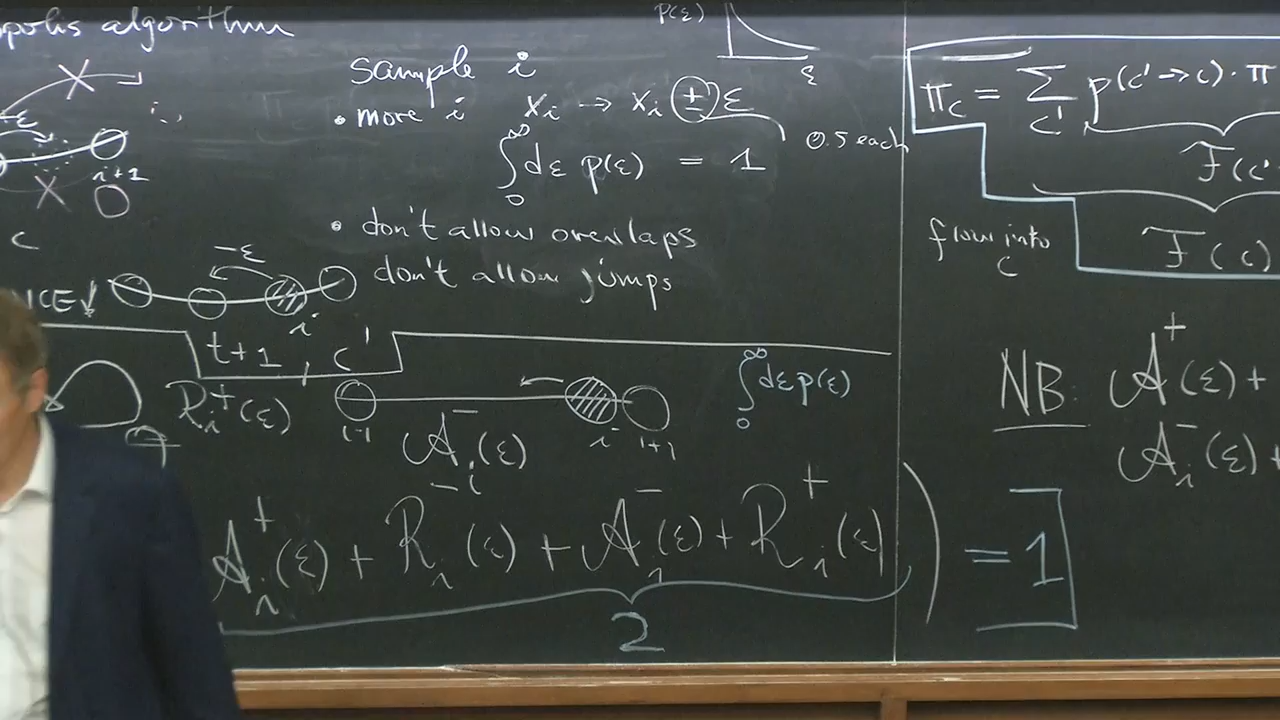 polis algorithm
p(ε)
ε
sample i
• move i x_i → x_i ± ε
0.5 each
∫_0^∞ dε p(ε) = 1
• don't allow overlaps
don't allow jumps
ε
i+1
c
-ε
i
t+1, c'
R_i^+(ε)
i-1
i
i+1
A_i^-(ε)
∫_0^∞ dε p(ε)
A_i^+(ε) + R_i^-(ε) + A_i^-(ε) + R_i^+(ε) ) = 1
2
π_c = Σ_{c'} p(c'→c) · π
F(c'
flow into c
F(c)
NB: A^+(ε) +
A_i^-(ε) +